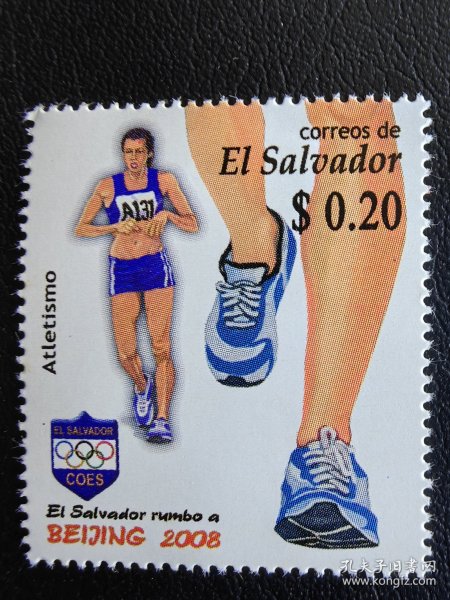 correos de
El Salvador
$ 0.20
A131
Atletismo
EL SALVADOR
COES
El Salvador rumbo a
BEIJING 2008
孔夫子旧书网
www.kongfz.com